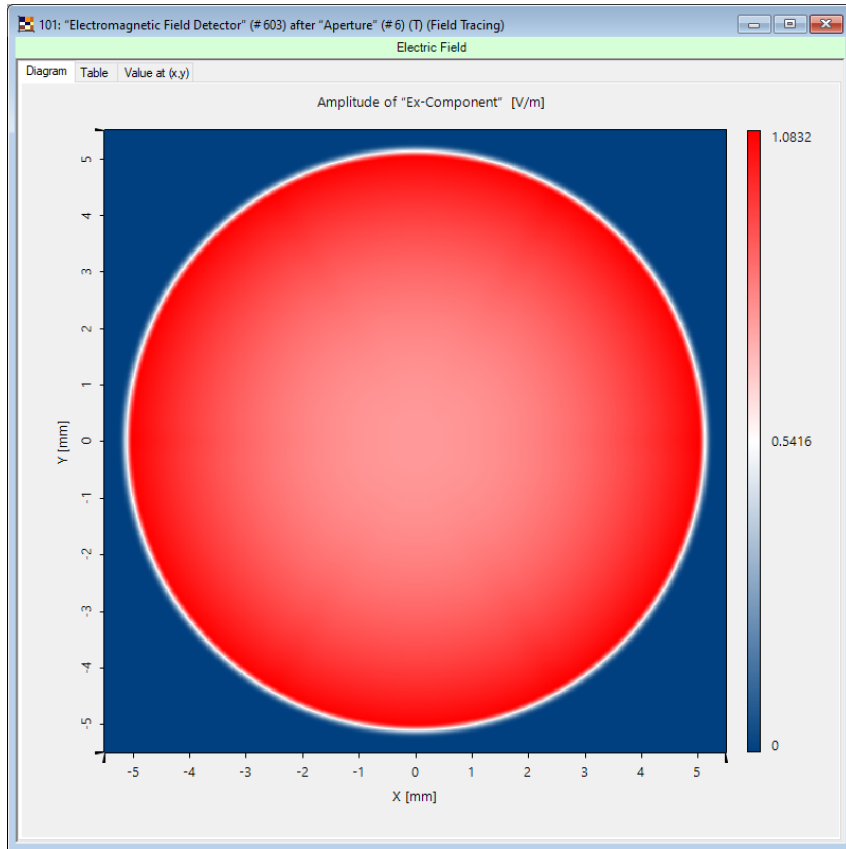 101: "Electromagnetic Field Detector" (# 603) after "Aperture" (# 6) (T) (Field Tracing)
Electric Field
Diagram Table Value at (x,y)
Amplitude of "Ex-Component" [V/m]
1.0832
0.5416
0
Y [mm]
5
4
3
2
1
0
-1
-2
-3
-4
-5
-5 -4 -3 -2 -1 0 1 2 3 4 5
X [mm]